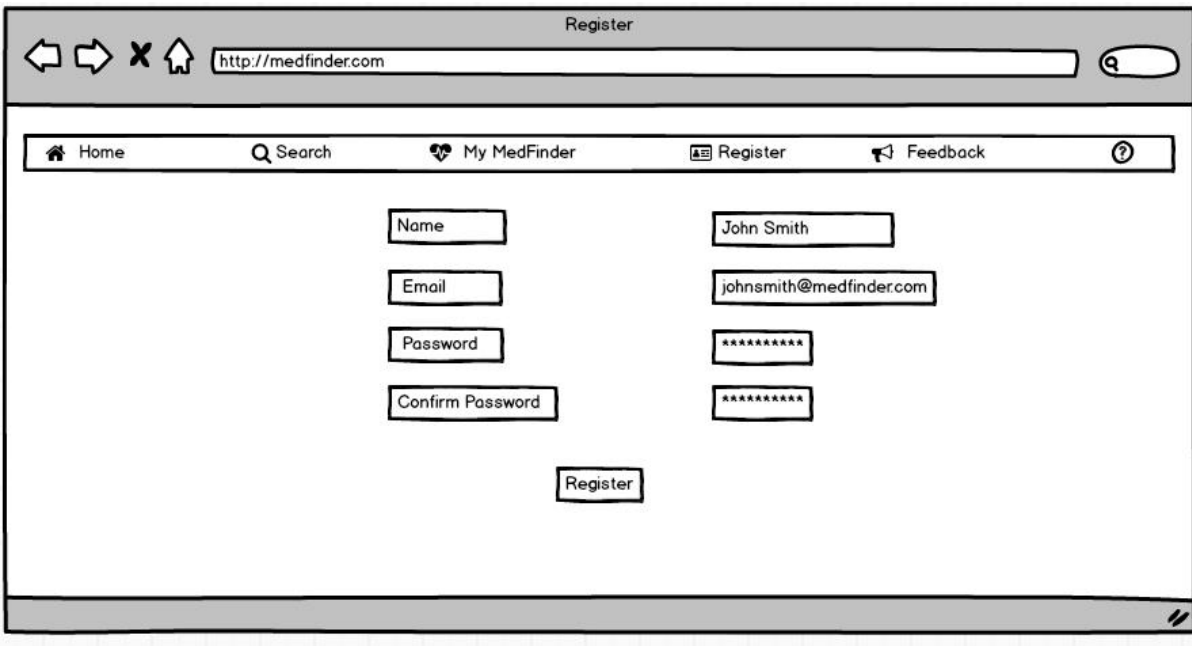 Register
http://medfinder.com
Home Search My MedFinder Register Feedback ?
Name John Smith
Email johnsmith@medfinder.com
Password **********
Confirm Password **********
Register